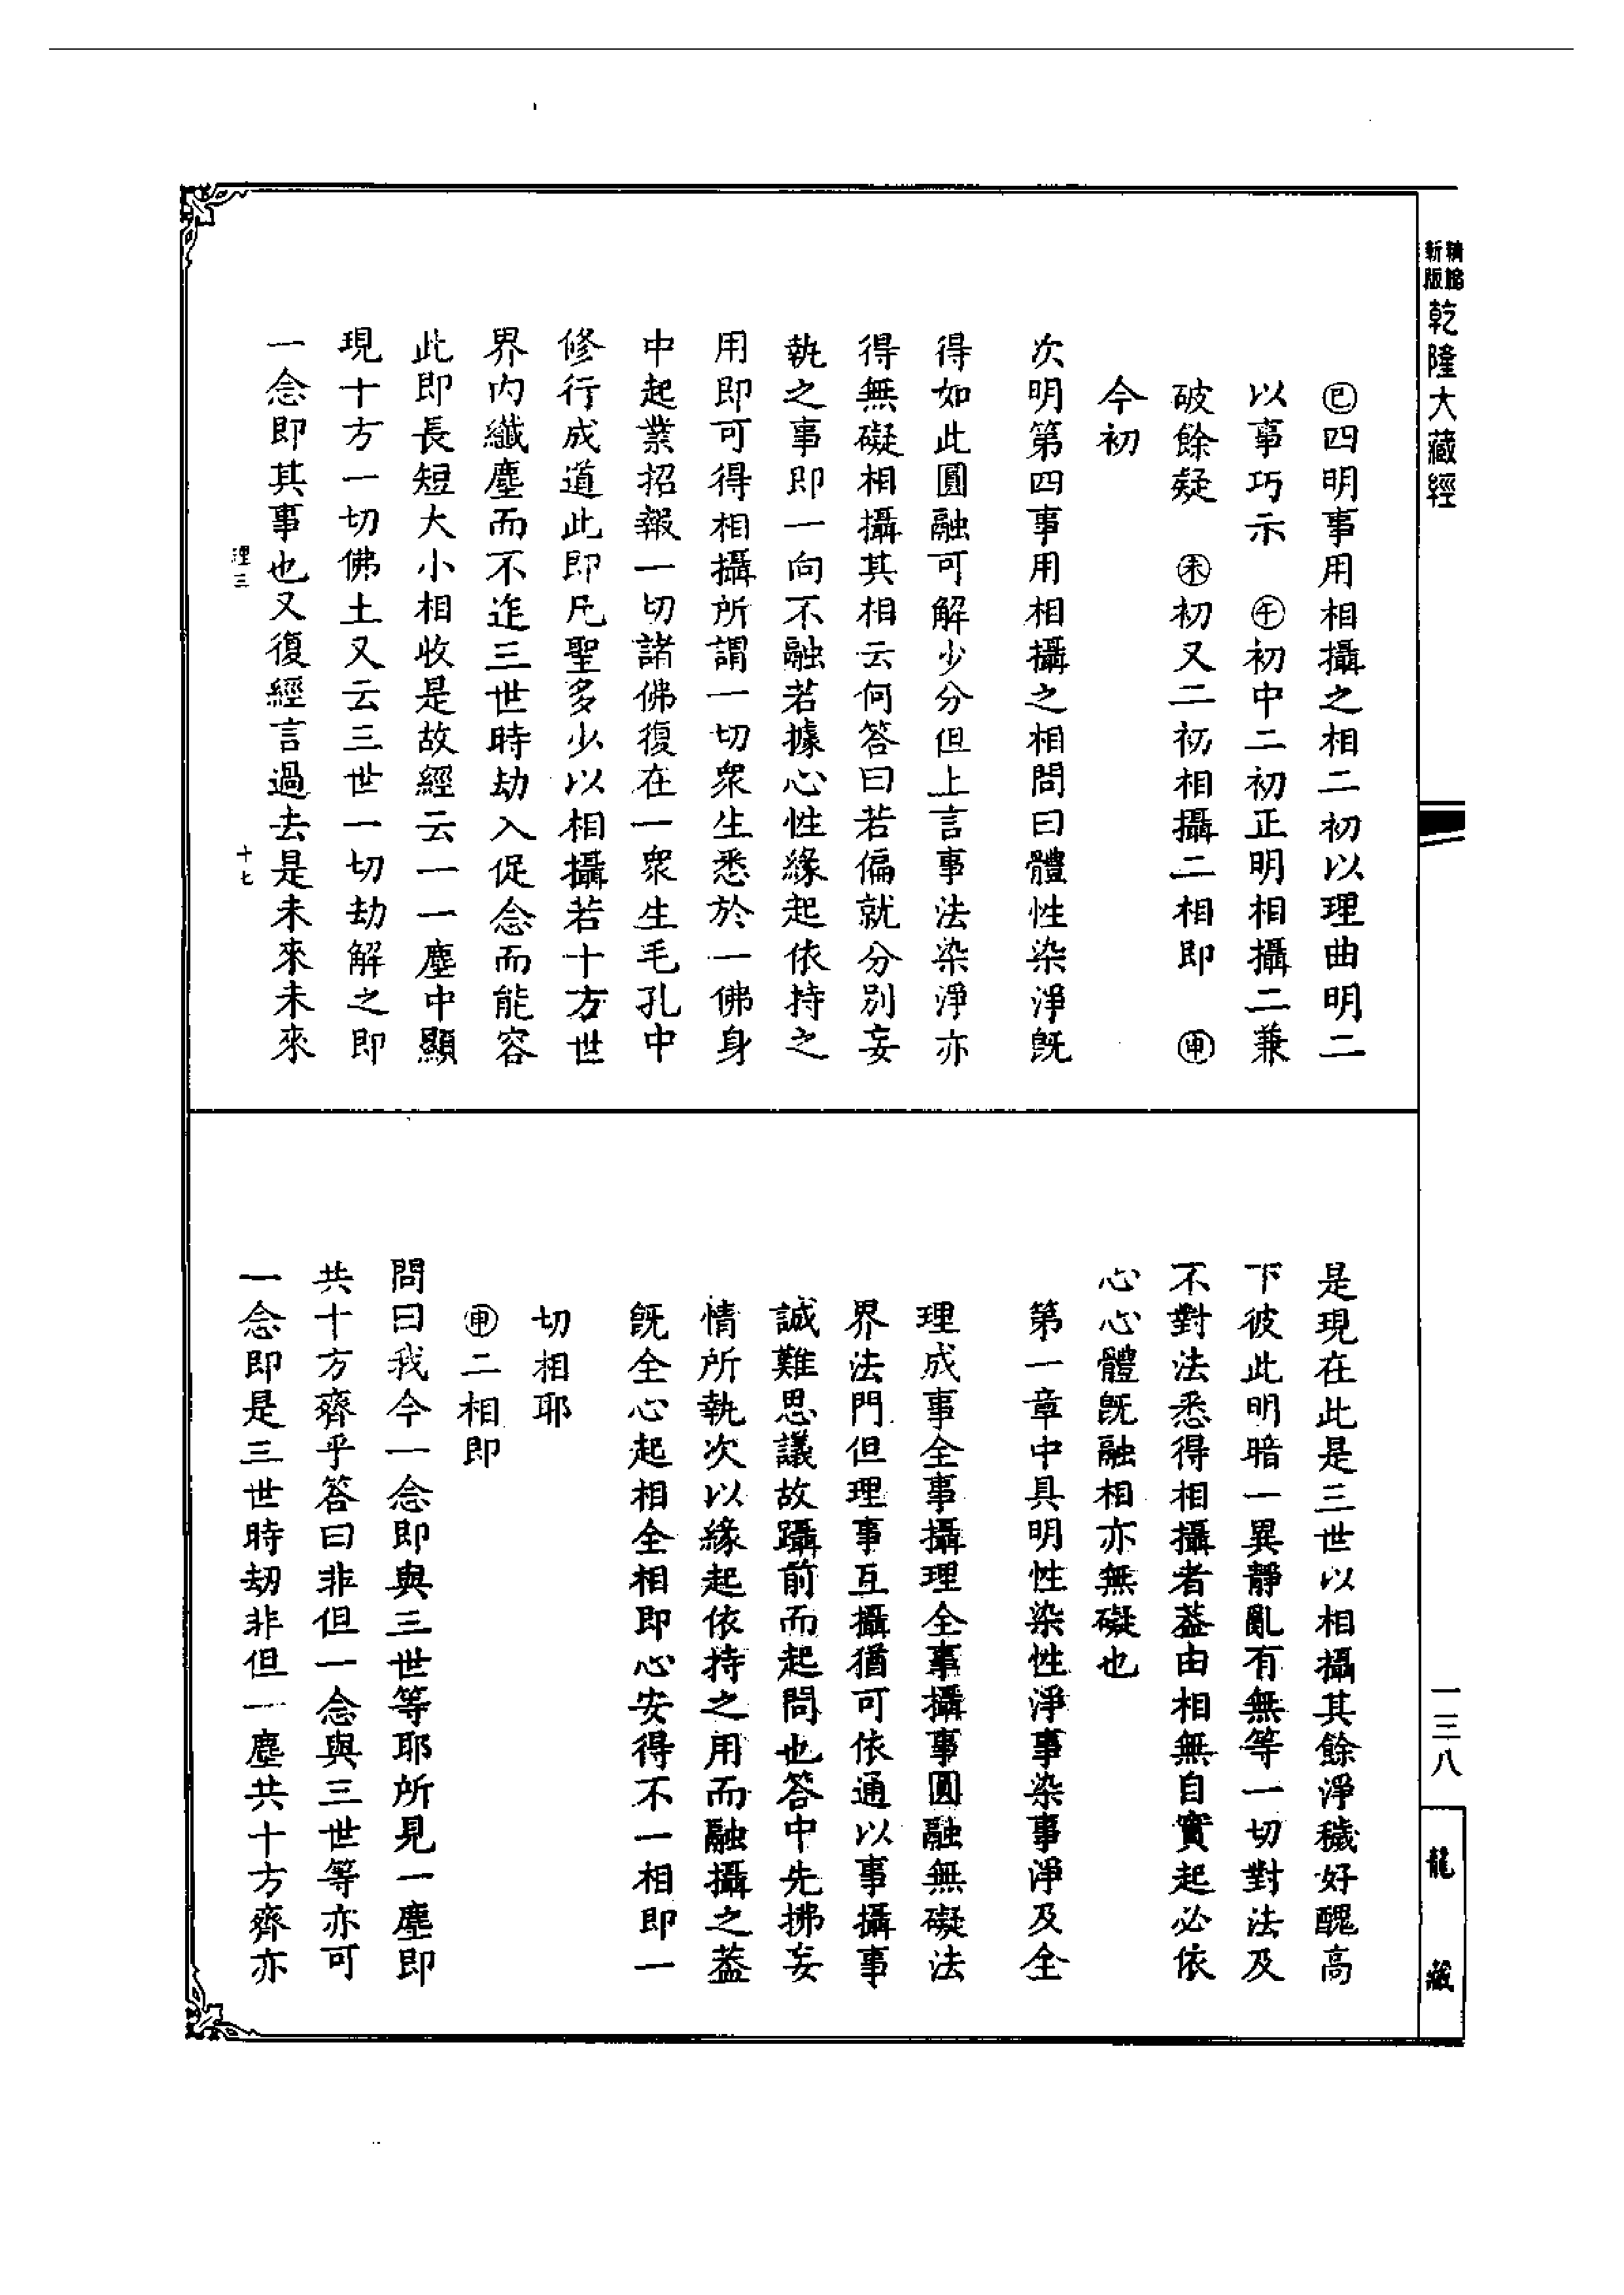 精縮
新版
乾隆大藏經
一三八
龍藏
㊁四明事用相攝之相二初以理曲明二
以事巧示　㊍初中二初正明相攝二兼
破餘疑　㊍初又二初相攝二相即　㊞
今初
次明第四事用相攝之相問曰體性染淨旣
得如此圓融可解少分但上言事法染淨亦
得無礙相攝其相云何答曰若偏就分別妄
執之事即一向不融若據心性緣起依持之
用即可得相攝所謂一切衆生悉於一佛身
中起業招報一切諸佛復在一衆生毛孔中
修行成道此即凡聖多少以相攝若十方世
界內纖塵而不迮三世時劫入促念而能容
此即長短大小相收是故經云一一塵中顯
現十方一切佛土又云三世一切劫解之即
一念即其事也又復經言過去是未來未來
理三
十七
是現在此是三世以相攝其餘淨穢好醜高
下彼此明暗一異靜亂有無等一切對法及
不對法悉得相攝者葢由相無自實起必依
心心體旣融相亦無礙也
第一章中具明性染性淨事染事淨及全
理成事全事攝理全事攝事圓融無礙法
界法門但理事互攝猶可依通以事攝事
誠難思議故躡前而起問也答中先拂妄
情所執次以緣起依持之用而融攝之葢
旣全心起相全相即心安得不一相即一
切相耶
㊞二相即
問曰我今一念即與三世等耶所見一塵即
共十方齊乎答曰非但一念與三世等亦可
一念即是三世時劫非但一塵共十方齊亦